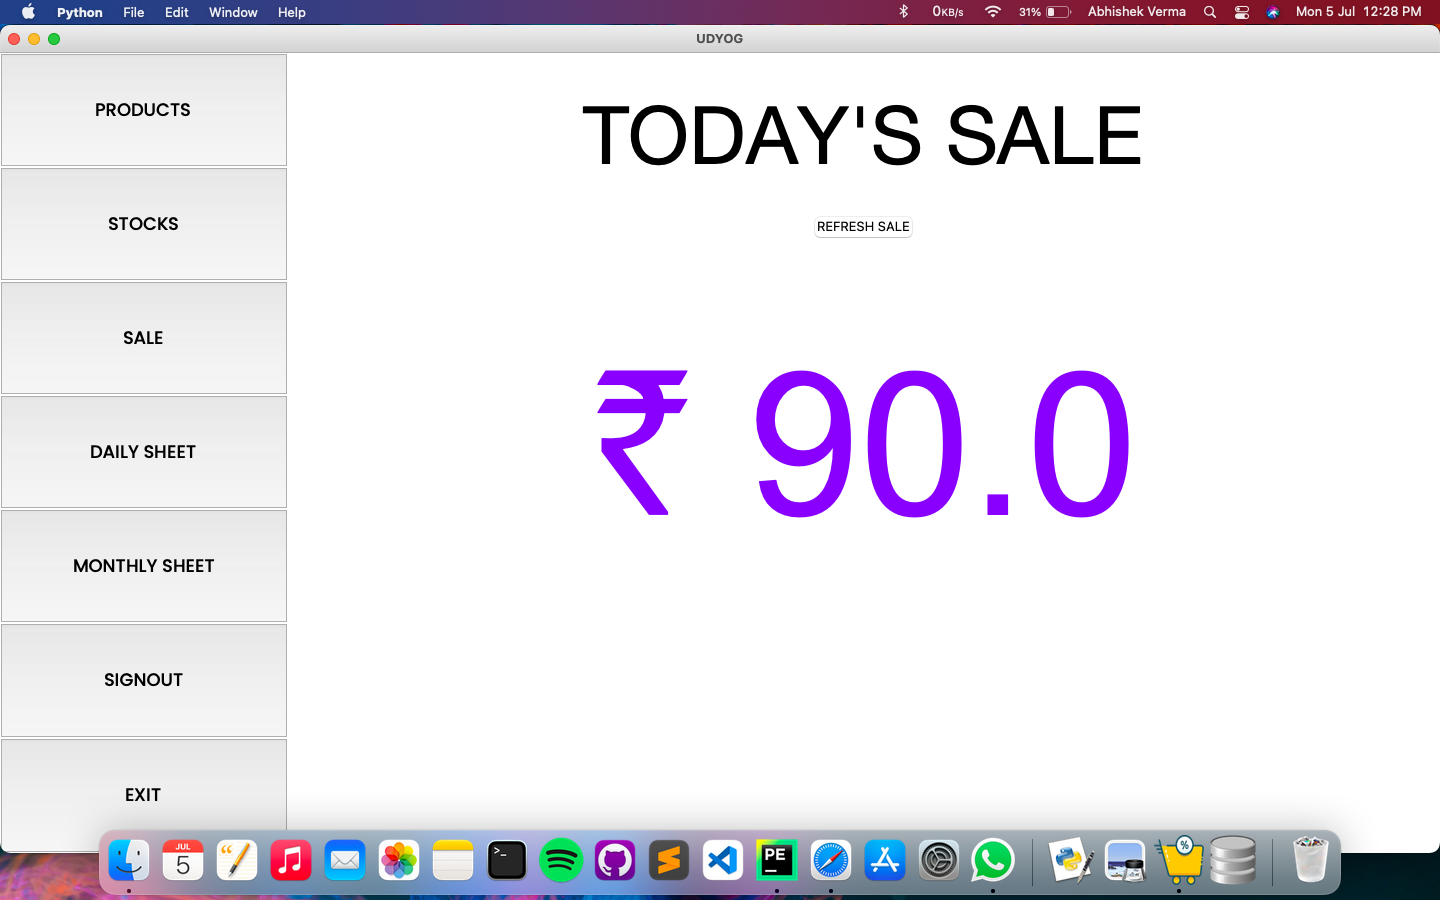 Python File Edit Window Help 0KB/s 31% Abhishek Verma Mon 5 Jul 12:28 PM
UDYOG
PRODUCTS
STOCKS
SALE
DAILY SHEET
MONTHLY SHEET
SIGNOUT
EXIT
TODAY'S SALE
REFRESH SALE
₹ 90.0
JUL
5
>_
PE
%